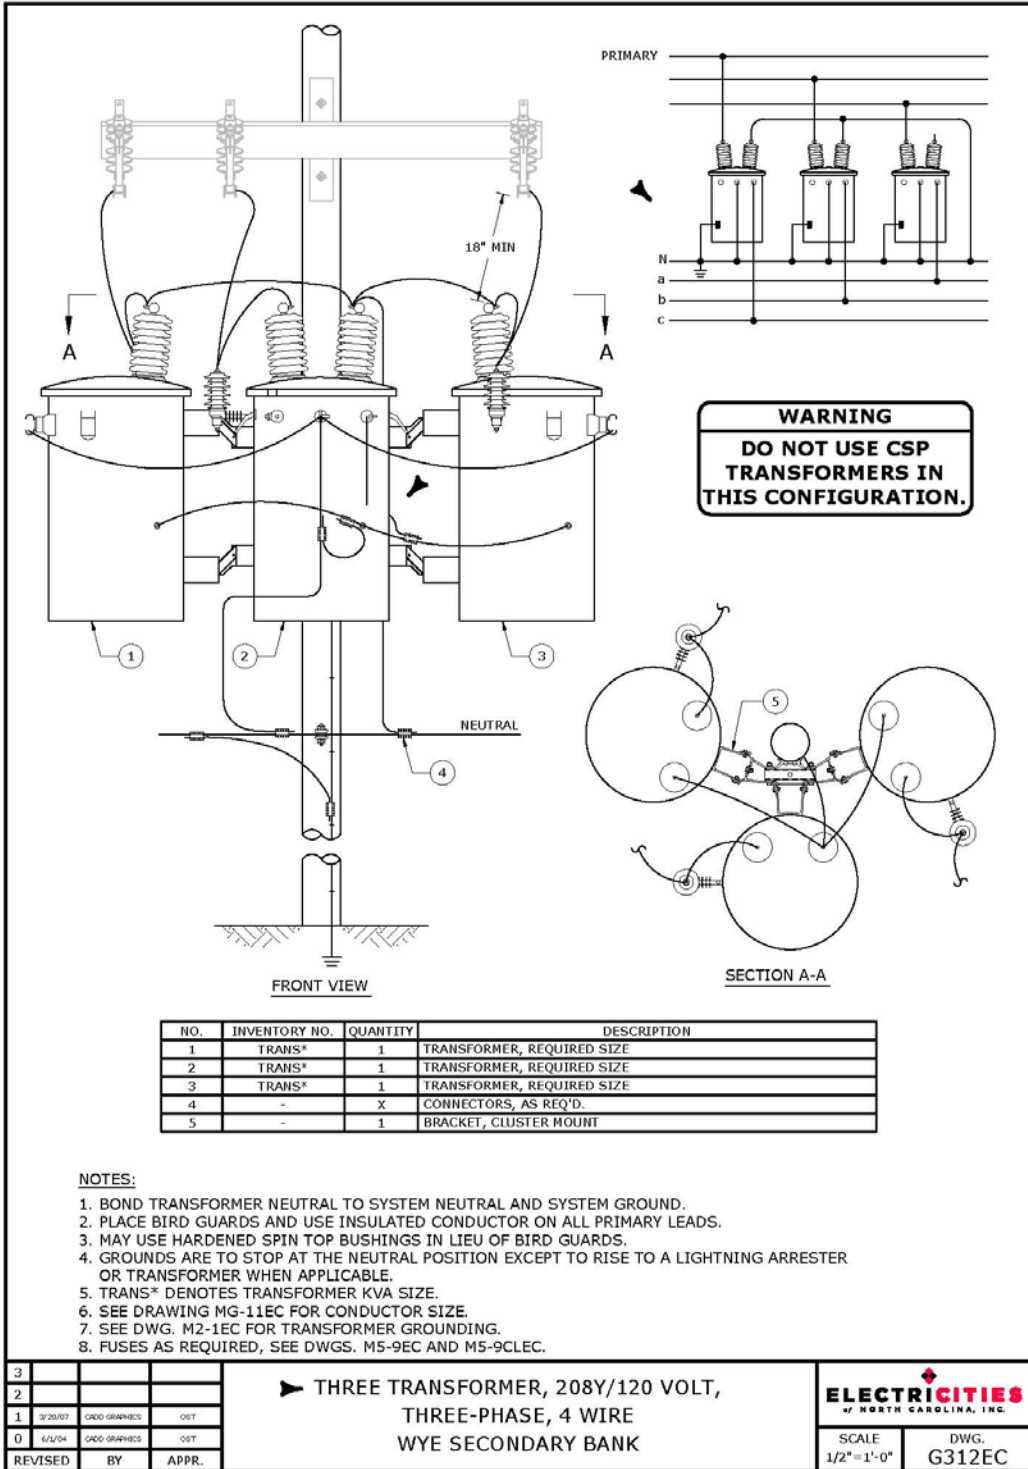 PRIMARY
18" MIN
N
a
b
c
A
A
WARNING
DO NOT USE CSP
TRANSFORMERS IN
THIS CONFIGURATION.
1
2
3
NEUTRAL
4
5
FRONT VIEW
SECTION A-A
NO. INVENTORY NO. QUANTITY DESCRIPTION
1 TRANS* 1 TRANSFORMER, REQUIRED SIZE
2 TRANS* 1 TRANSFORMER, REQUIRED SIZE
3 TRANS* 1 TRANSFORMER, REQUIRED SIZE
4 - X CONNECTORS, AS REQ'D.
5 - 1 BRACKET, CLUSTER MOUNT
NOTES:
1. BOND TRANSFORMER NEUTRAL TO SYSTEM NEUTRAL AND SYSTEM GROUND.
2. PLACE BIRD GUARDS AND USE INSULATED CONDUCTOR ON ALL PRIMARY LEADS.
3. MAY USE HARDENED SPIN TOP BUSHINGS IN LIEU OF BIRD GUARDS.
4. GROUNDS ARE TO STOP AT THE NEUTRAL POSITION EXCEPT TO RISE TO A LIGHTNING ARRESTER
OR TRANSFORMER WHEN APPLICABLE.
5. TRANS* DENOTES TRANSFORMER KVA SIZE.
6. SEE DRAWING MG-11EC FOR CONDUCTOR SIZE.
7. SEE DWG. M2-1EC FOR TRANSFORMER GROUNDING.
8. FUSES AS REQUIRED, SEE DWGS. M5-9EC AND M5-9CLEC.
3
2
1 3/20/07 CADD GRAPHICS OST
0 6/1/04 CADD GRAPHICS OST
REVISED BY APPR.
THREE TRANSFORMER, 208Y/120 VOLT,
THREE-PHASE, 4 WIRE
WYE SECONDARY BANK
ELECTRICITIES
of NORTH CAROLINA, INC.
SCALE
1/2"=1'-0"
DWG.
G312EC